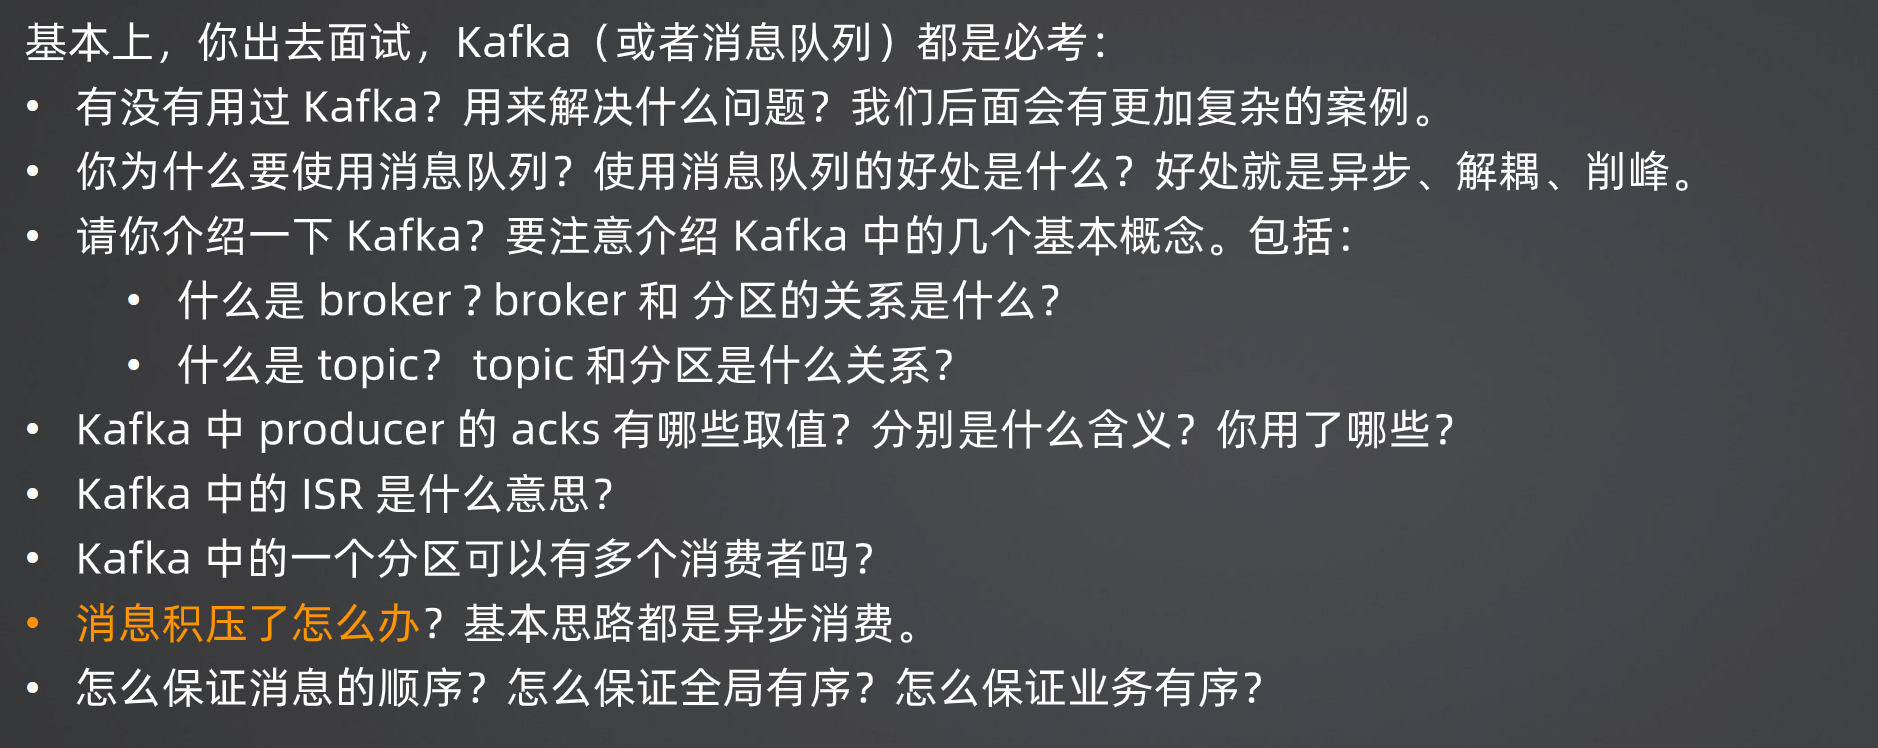 基本上，你出去面试，Kafka（或者消息队列）都是必考：
• 有没有用过 Kafka？用来解决什么问题？我们后面会有更加复杂的案例。
• 你为什么要使用消息队列？使用消息队列的好处是什么？好处就是异步、解耦、削峰。
• 请你介绍一下 Kafka？要注意介绍 Kafka 中的几个基本概念。包括：
• 什么是 broker ? broker 和 分区的关系是什么？
• 什么是 topic？ topic 和分区是什么关系？
• Kafka 中 producer 的 acks 有哪些取值？分别是什么含义？你用了哪些？
• Kafka 中的 ISR 是什么意思？
• Kafka 中的一个分区可以有多个消费者吗？
• 消息积压了怎么办？基本思路都是异步消费。
• 怎么保证消息的顺序？怎么保证全局有序？怎么保证业务有序？